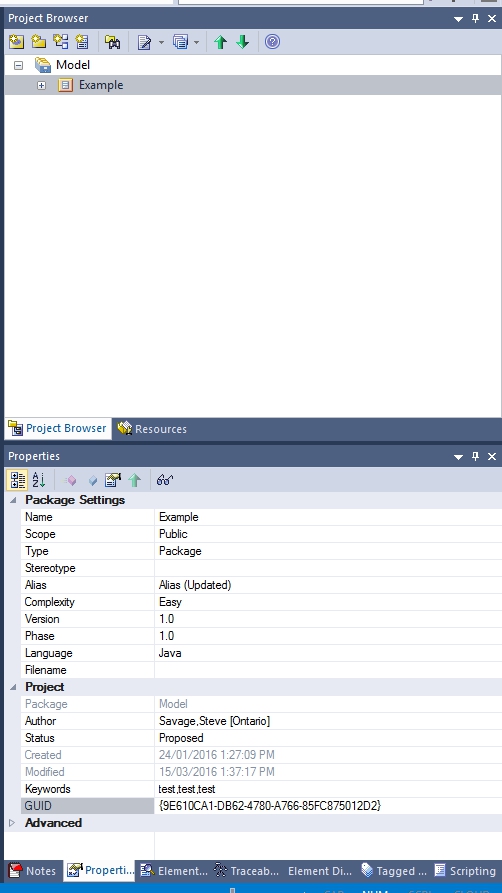 Project Browser
Model
Example
Project Browser
Resources
Properties
Package Settings
Name Example
Scope Public
Type Package
Stereotype
Alias Alias (Updated)
Complexity Easy
Version 1.0
Phase 1.0
Language Java
Filename
Project
Package Model
Author Savage,Steve [Ontario]
Status Proposed
Created 24/01/2016 1:27:09 PM
Modified 15/03/2016 1:37:17 PM
Keywords test,test,test
GUID {9E610CA1-DB62-4780-A766-85FC875012D2}
Advanced
Notes Properti... Element... Traceab... Element Di... Tagged ... Scripting